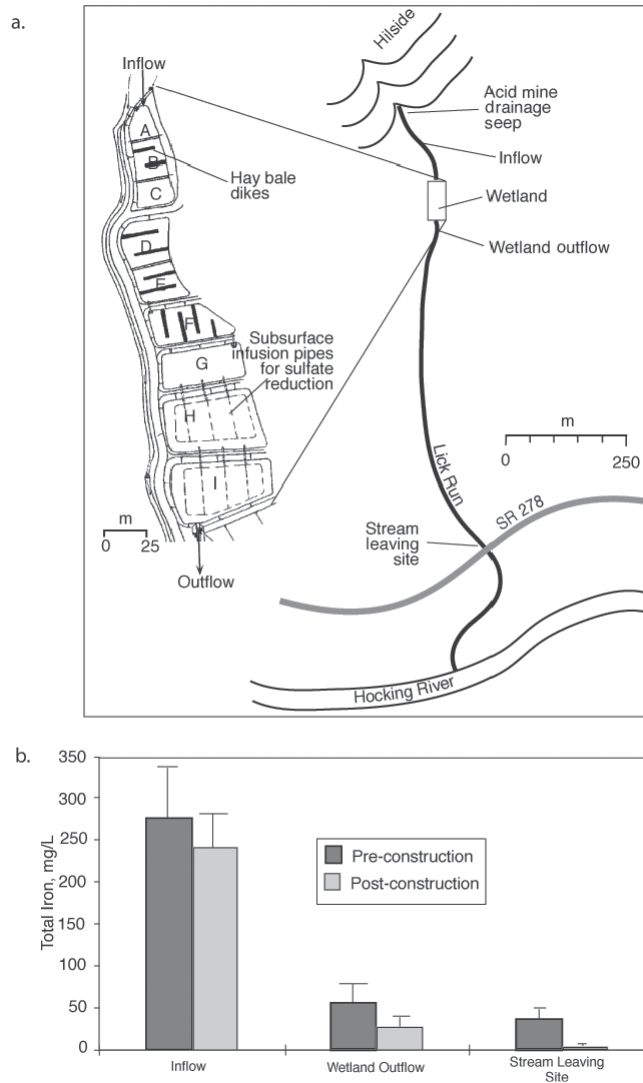 a.
Inflow
A
B
C
Hay bale
dikes
D
E
F
G
H
I
Subsurface
infusion pipes
for sulfate
reduction
m
0 25
Outflow
Hilside
Acid mine
drainage
seep
Inflow
Wetland
Wetland outflow
m
0 250
Lick Run
SR 278
Stream
leaving
site
Hocking River
b.
Total Iron, mg/L
350
300
250
200
150
100
50
0
Pre-construction
Post-construction
Inflow
Wetland Outflow
Stream Leaving
Site